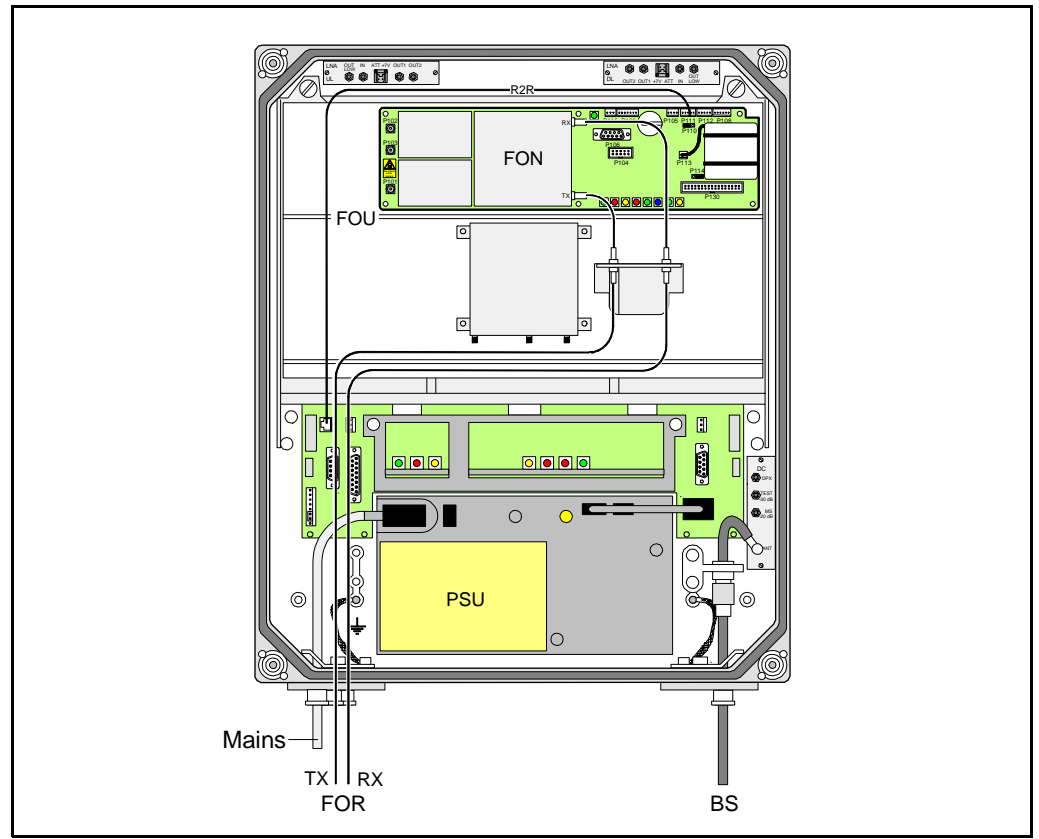 LNA OUT LOW IN ATT +7V OUT1 OUT2
UL
LNA
DL OUT2 OUT1 +7V ATT IN OUT LOW
R2R
P102
P103
P101
RX
TX
FON
FOU
P106
P104
P105 P111 P112 P108
P110
P113
P114
P130
DC
DPX
TEST
30 dB
MS
20 dB
ANT
PSU
Mains
TX RX
FOR
BS